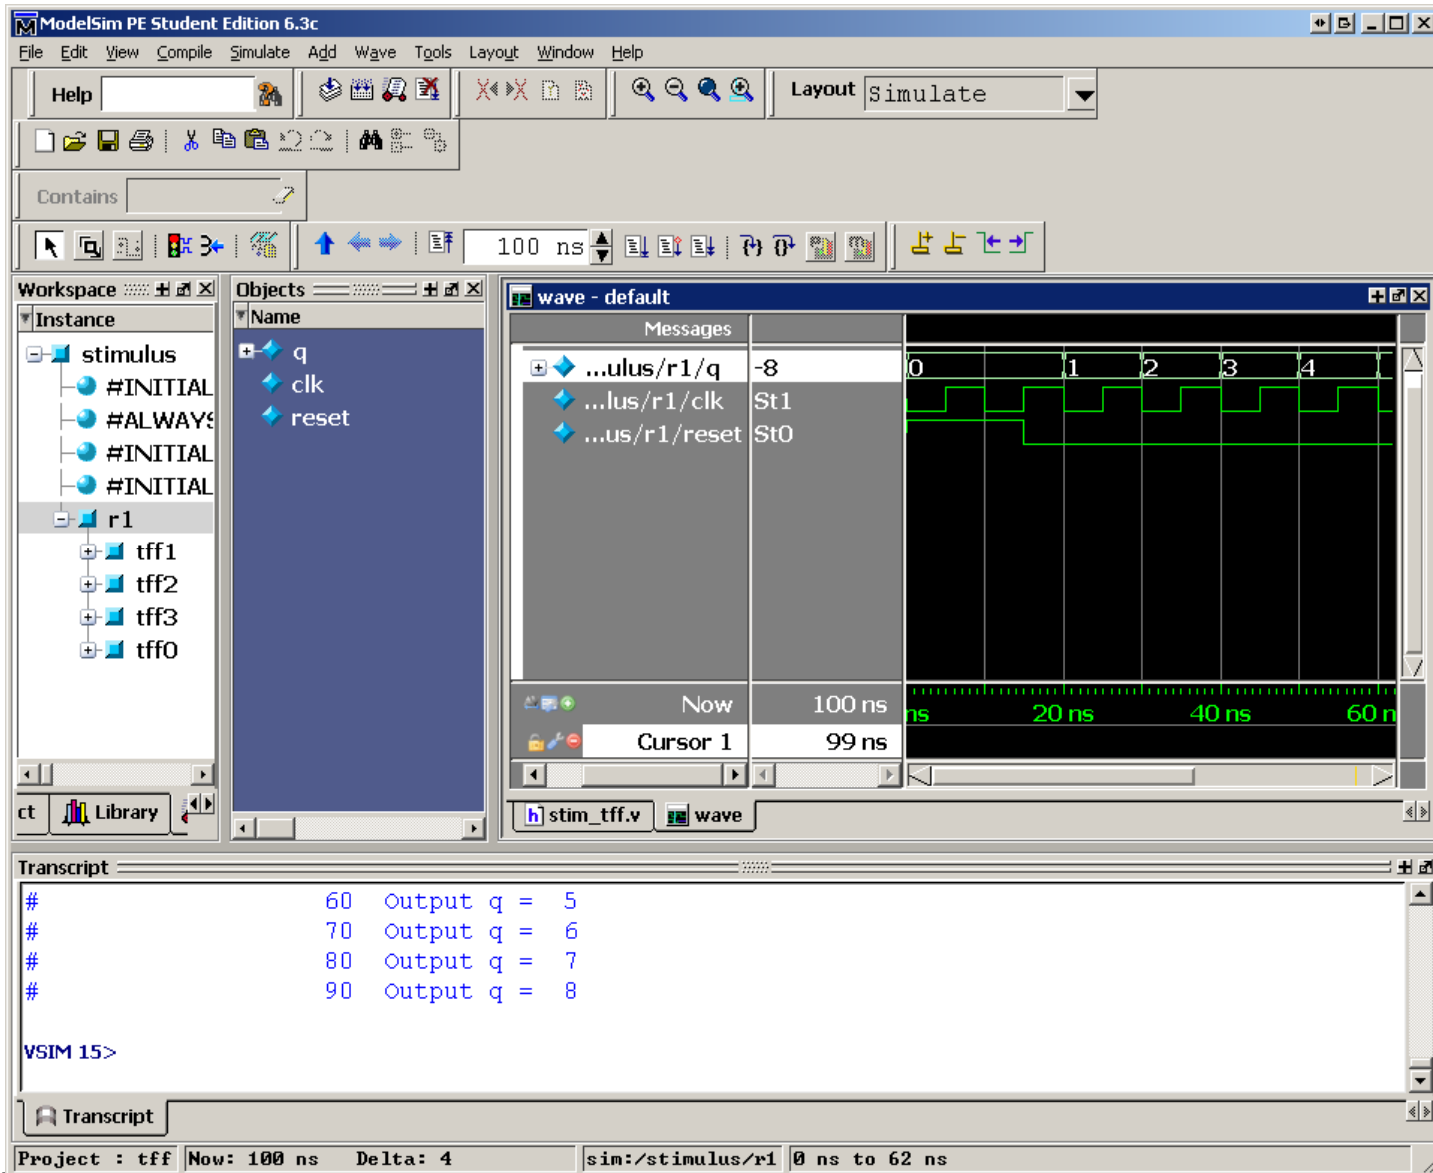 ModelSim PE Student Edition 6.3c
File Edit View Compile Simulate Add Wave Tools Layout Window Help
Help Layout Simulate
Contains
100 ns
Workspace
Instance
stimulus
#INITIAL
#ALWAYS
#INITIAL
#INITIAL
r1
tff1
tff2
tff3
tff0
ct Library
Objects
Name
q
clk
reset
wave - default
Messages
...ulus/r1/q -8 0 1 2 3 4
...lus/r1/clk St1
...us/r1/reset St0
Now 100 ns ns 20 ns 40 ns 60 n
Cursor 1 99 ns
stim_tff.v wave
Transcript
# 60 Output q = 5
# 70 Output q = 6
# 80 Output q = 7
# 90 Output q = 8
VSIM 15>
Transcript
Project : tff Now: 100 ns Delta: 4 sim:/stimulus/r1 0 ns to 62 ns